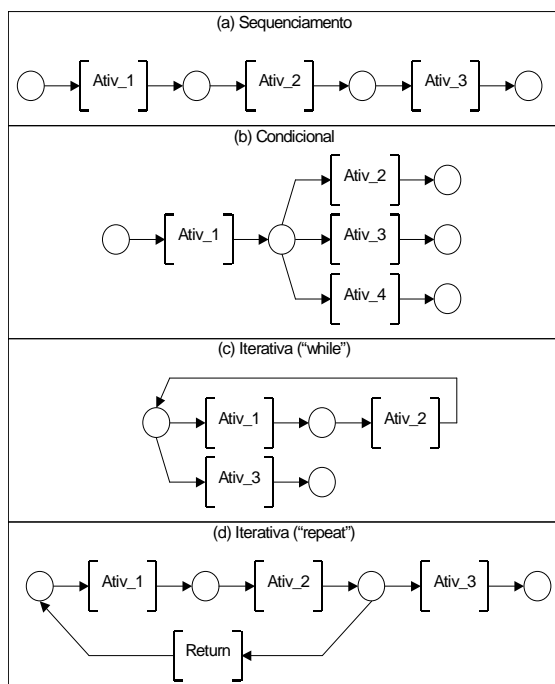 (a) Sequenciamento
Ativ_1 Ativ_2 Ativ_3
(b) Condicional
Ativ_2
Ativ_1 Ativ_3
Ativ_4
(c) Iterativa (“while”)
Ativ_1 Ativ_2
Ativ_3
(d) Iterativa (“repeat”)
Ativ_1 Ativ_2 Ativ_3
Return